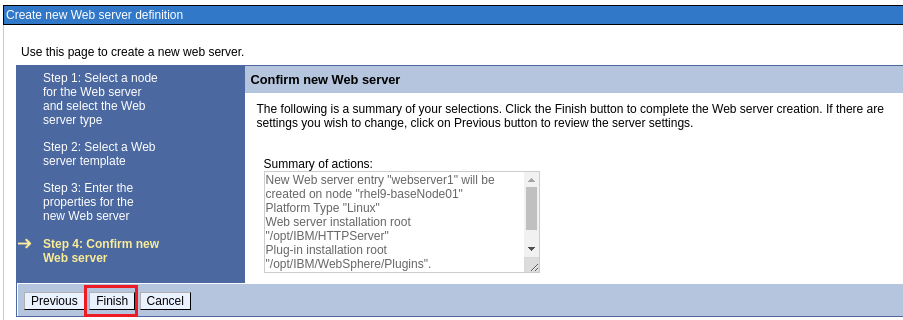 Create new Web server definition
Use this page to create a new web server.
Step 1: Select a node
for the Web server
and select the Web
server type
Step 2: Select a Web
server template
Step 3: Enter the
properties for the
new Web server
Step 4: Confirm new
Web server
Confirm new Web server
The following is a summary of your selections. Click the Finish button to complete the Web server creation. If there are
settings you wish to change, click on Previous button to review the server settings.
Summary of actions:
New Web server entry "webserver1" will be
created on node "rhel9-baseNode01"
Platform Type "Linux"
Web server installation root
"/opt/IBM/HTTPServer"
Plug-in installation root
"/opt/IBM/WebSphere/Plugins".
Previous Finish Cancel